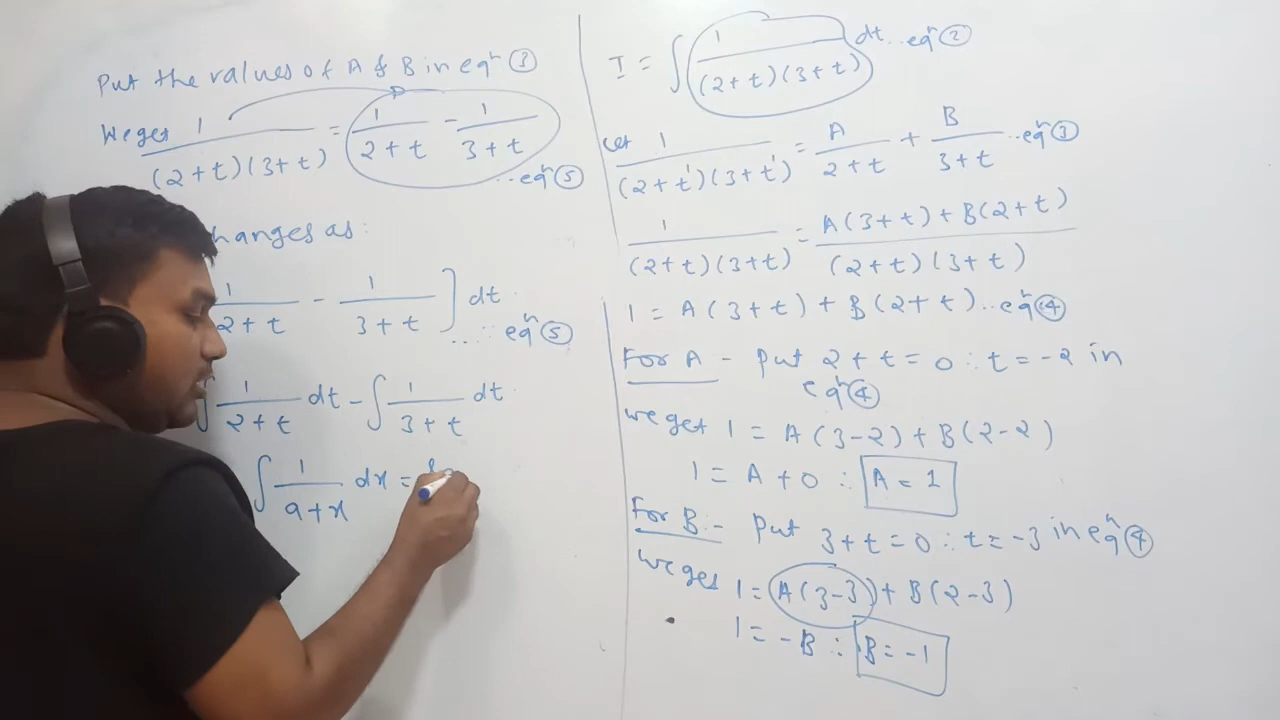 Put the values of A & B in eqⁿ ③
We get 1/((2+t)(3+t)) = 1/(2+t) - 1/(3+t)
...eqⁿ ⑤
changes as:
1/(2+t) - 1/(3+t) ] dt
..... eqⁿ ⑤
∫ 1/(2+t) dt - ∫ 1/(3+t) dt
∫ 1/(a+x) dx =
I = ∫ 1/((2+t)(3+t)) dt...eqⁿ ②
Let 1/((2+t)(3+t)) = A/(2+t) + B/(3+t) ...eqⁿ ③
1/((2+t)(3+t)) = (A(3+t) + B(2+t))/((2+t)(3+t))
1 = A(3+t) + B(2+t)...eqⁿ ④
For A - Put 2+t = 0 ∴ t = -2 in
eqⁿ ④
we get 1 = A(3-2) + B(2-2)
1 = A + 0 ∴ A = 1
For B:- Put 3+t = 0 ∴ t = -3 in eqⁿ ④
we get 1 = A(3-3) + B(2-3)
1 = -B ∴ B = -1